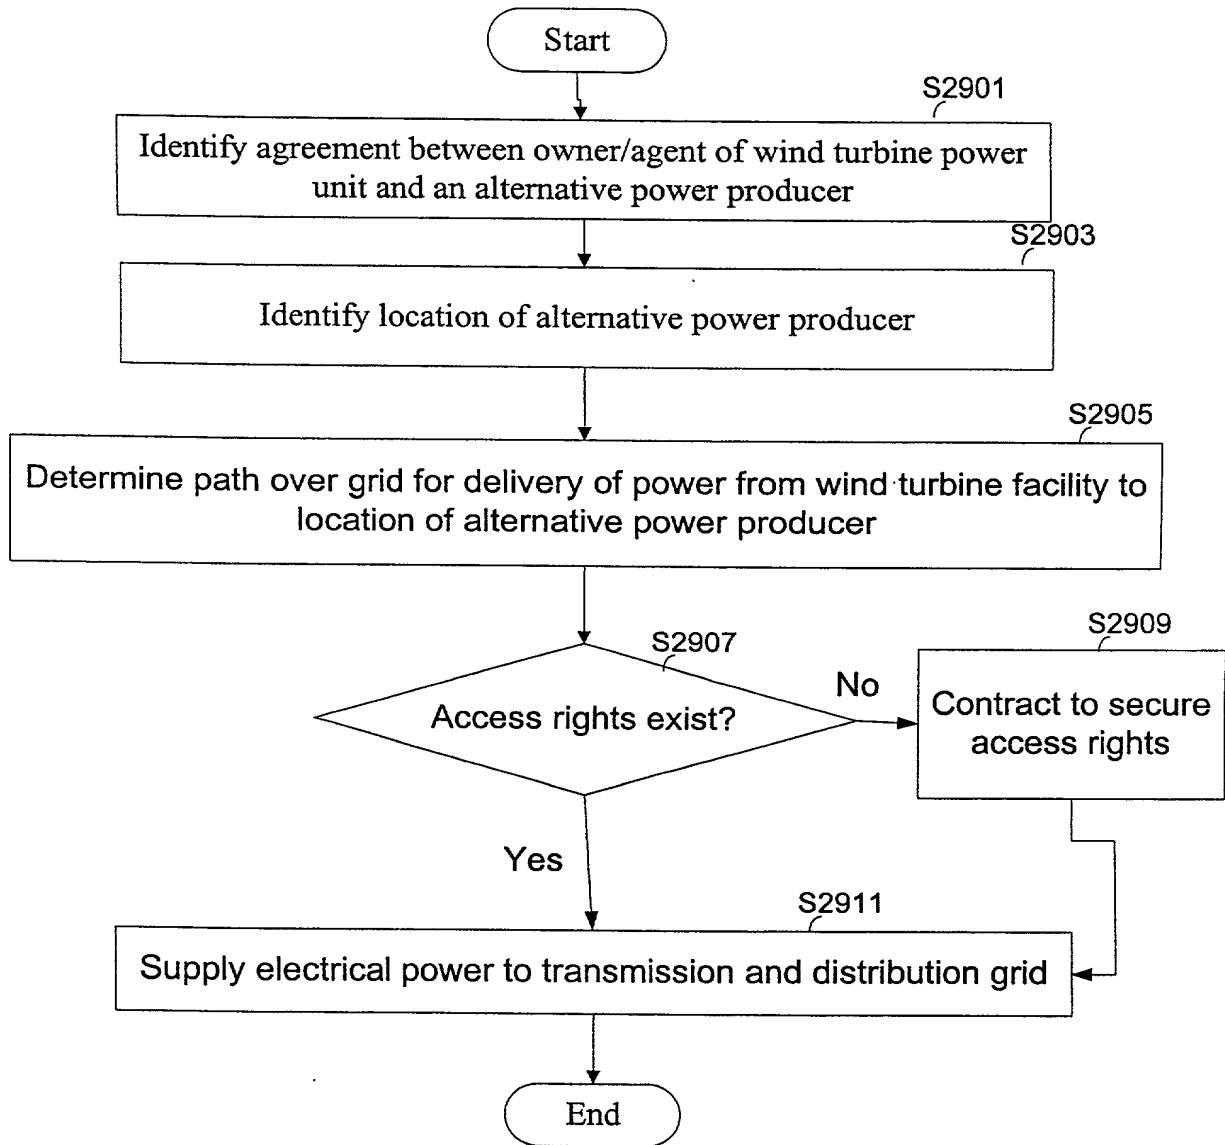 Start
S2901
Identify agreement between owner/agent of wind turbine power
unit and an alternative power producer
S2903
Identify location of alternative power producer
S2905
Determine path over grid for delivery of power from wind turbine facility to
location of alternative power producer
S2907
Access rights exist?
No
S2909
Contract to secure
access rights
Yes
S2911
Supply electrical power to transmission and distribution grid
End